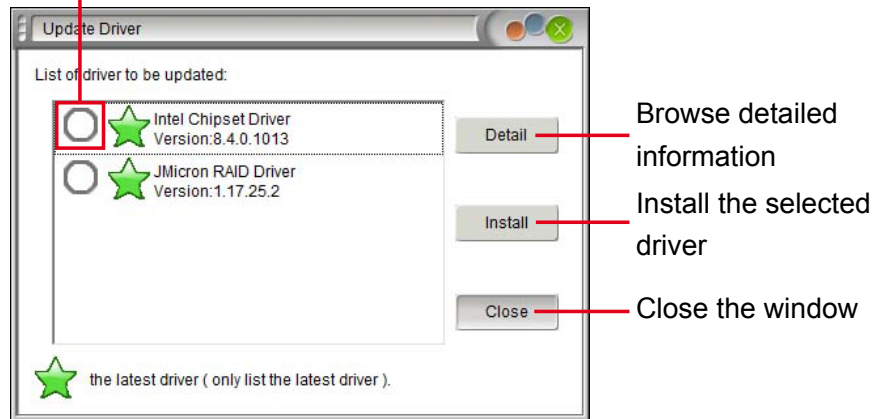 Update Driver
List of driver to be updated:
Intel Chipset Driver
Version:8.4.0.1013
JMicron RAID Driver
Version:1.17.25.2
Detail
Install
Close
Browse detailed
information
Install the selected
driver
Close the window
the latest driver ( only list the latest driver ).